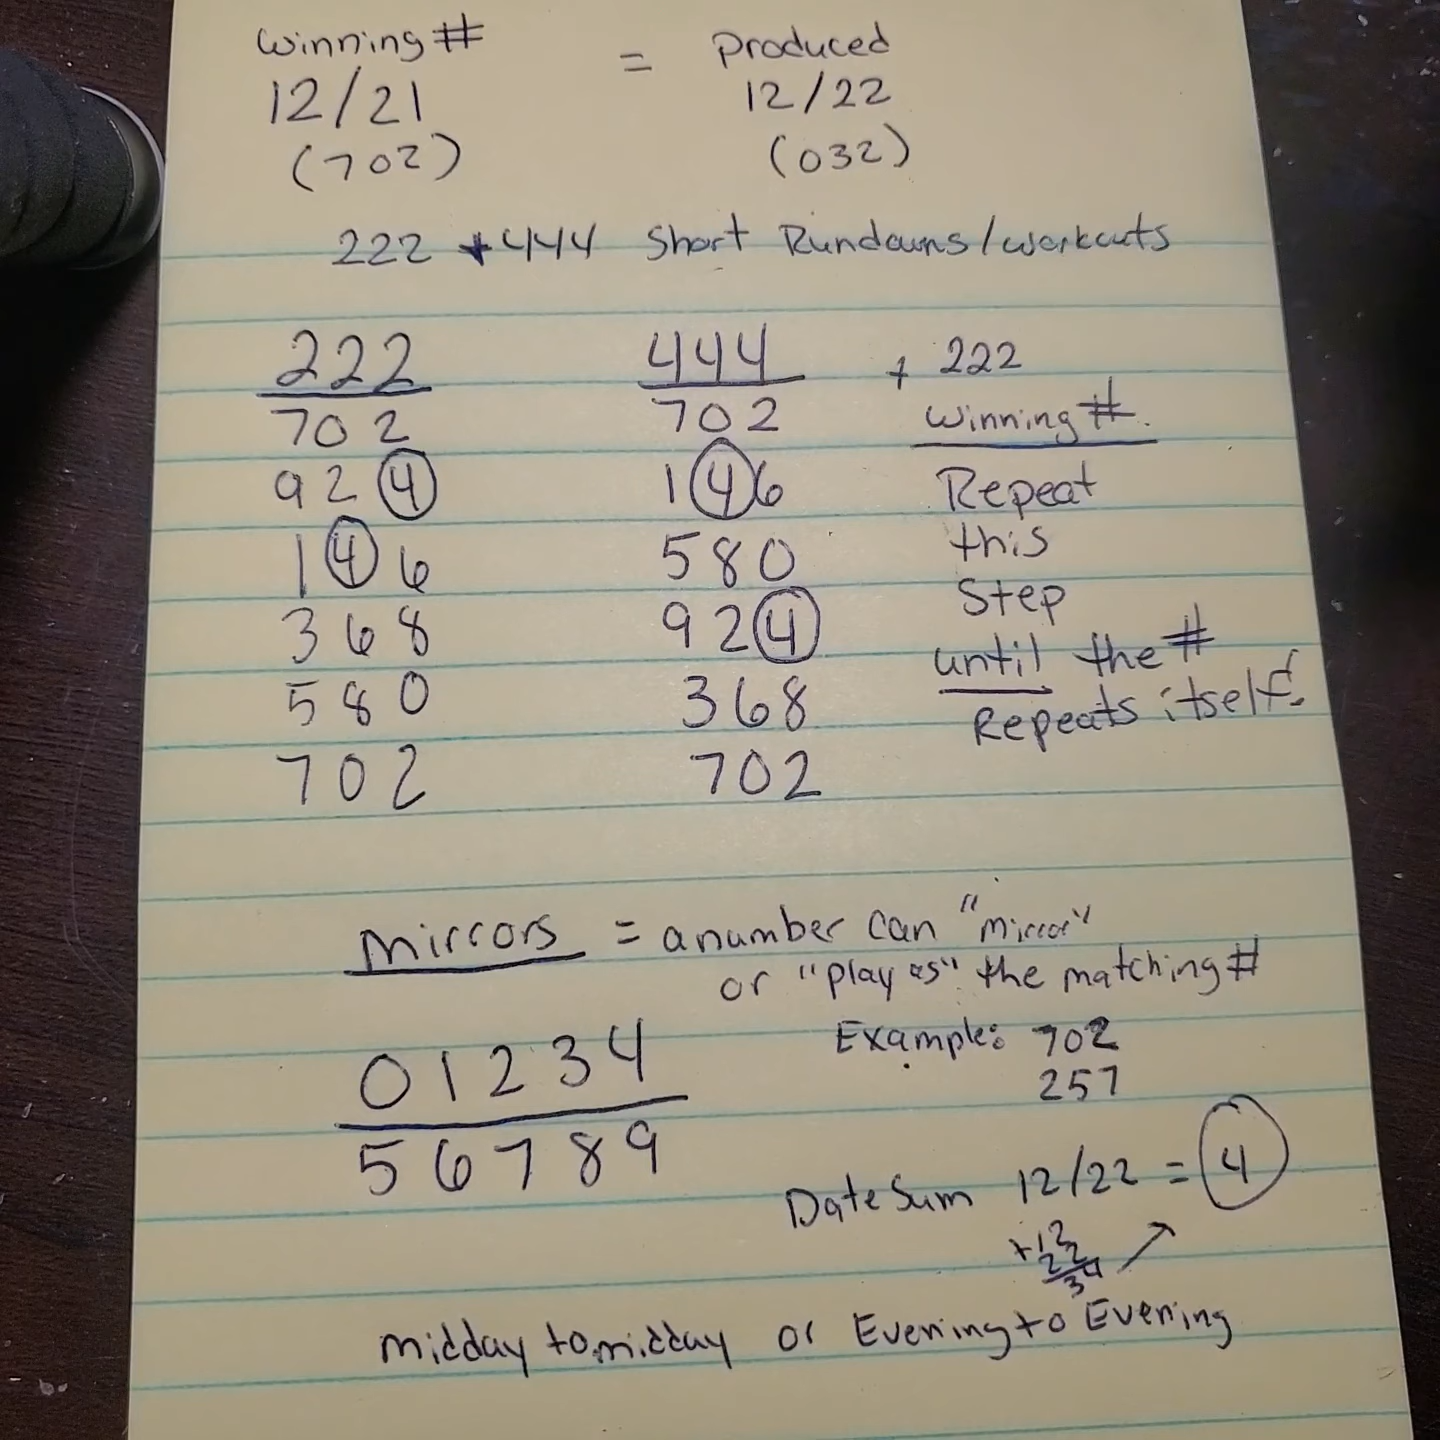 Winning # = Produced
12/21 12/22
(702) (032)
222 + 444 Short Rundowns/workouts
222 444 + 222
702 702 Winning #.
924 146 Repeat
146 580 this
368 924 Step
580 368 until the #
702 702 Repeats itself!
Mirrors = a number can "mirror"
or "play as" the matching #
Example: 702
257
01234
56789
Date Sum 12/22 = 4
+12
22
34
midday to midday or Evening to Evening